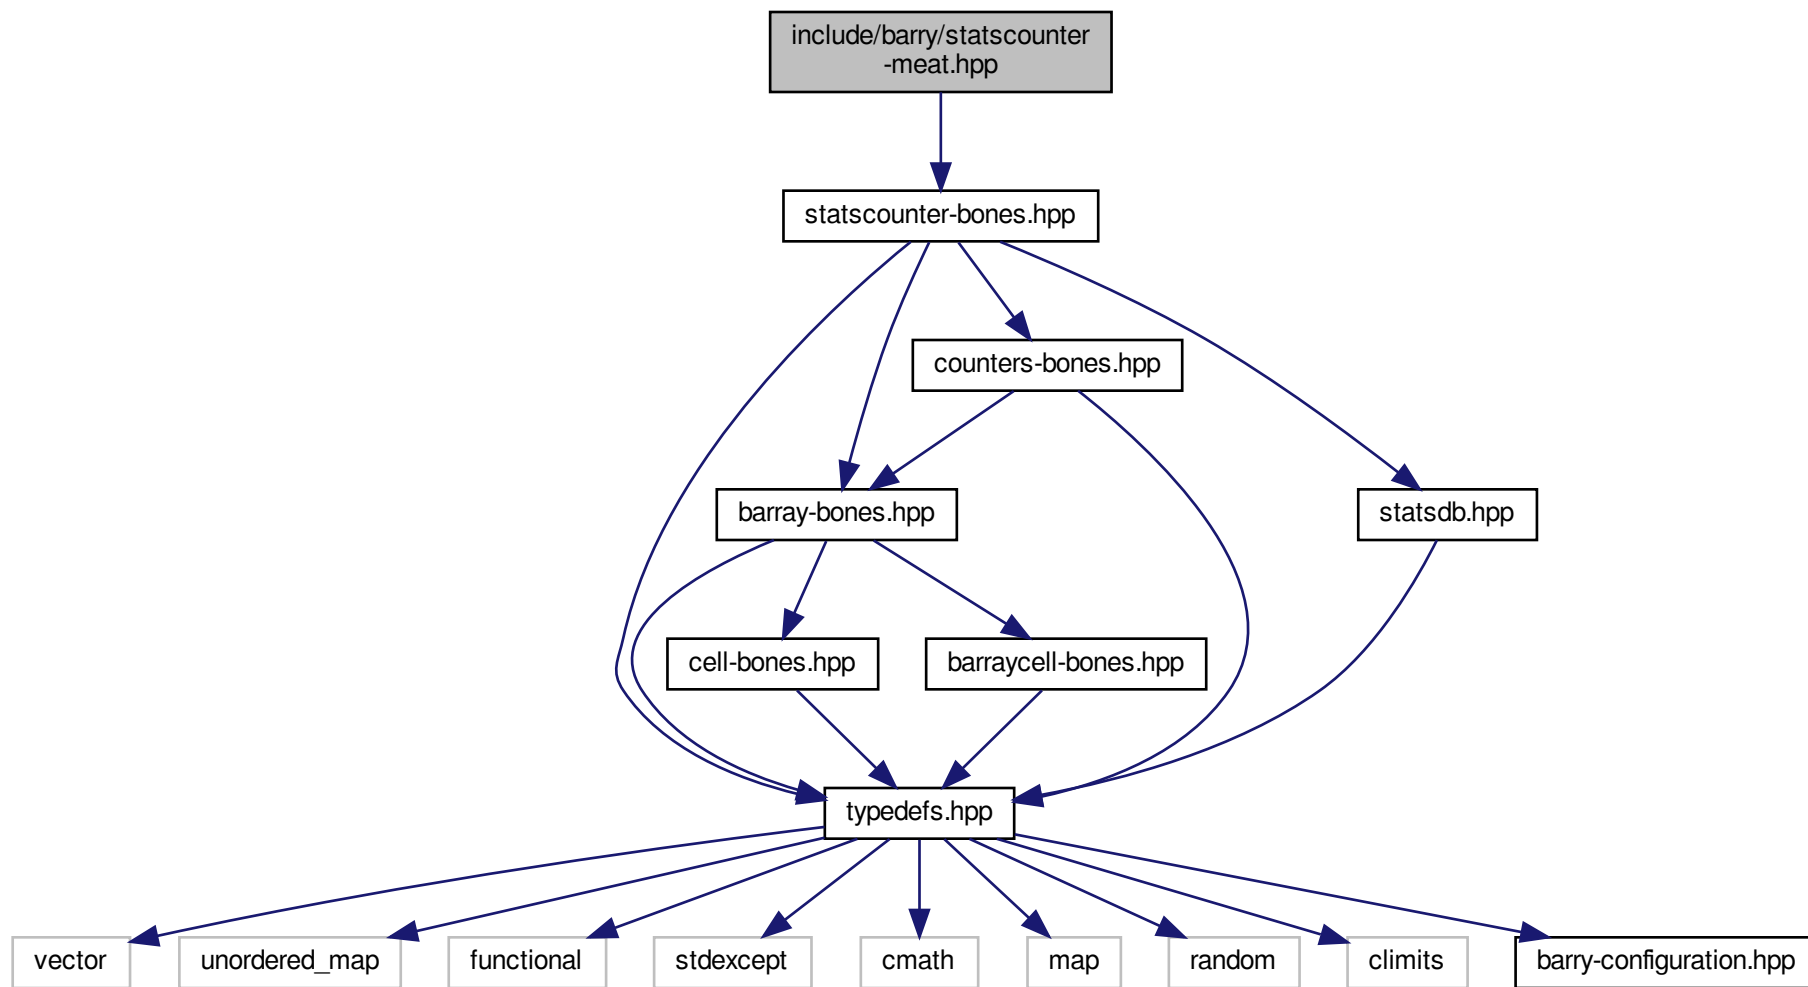 include/barry/statscounter
-meat.hpp
statscounter-bones.hpp
counters-bones.hpp
barray-bones.hpp
statsdb.hpp
cell-bones.hpp
barraycell-bones.hpp
typedefs.hpp
vector
unordered_map
functional
stdexcept
cmath
map
random
climits
barry-configuration.hpp